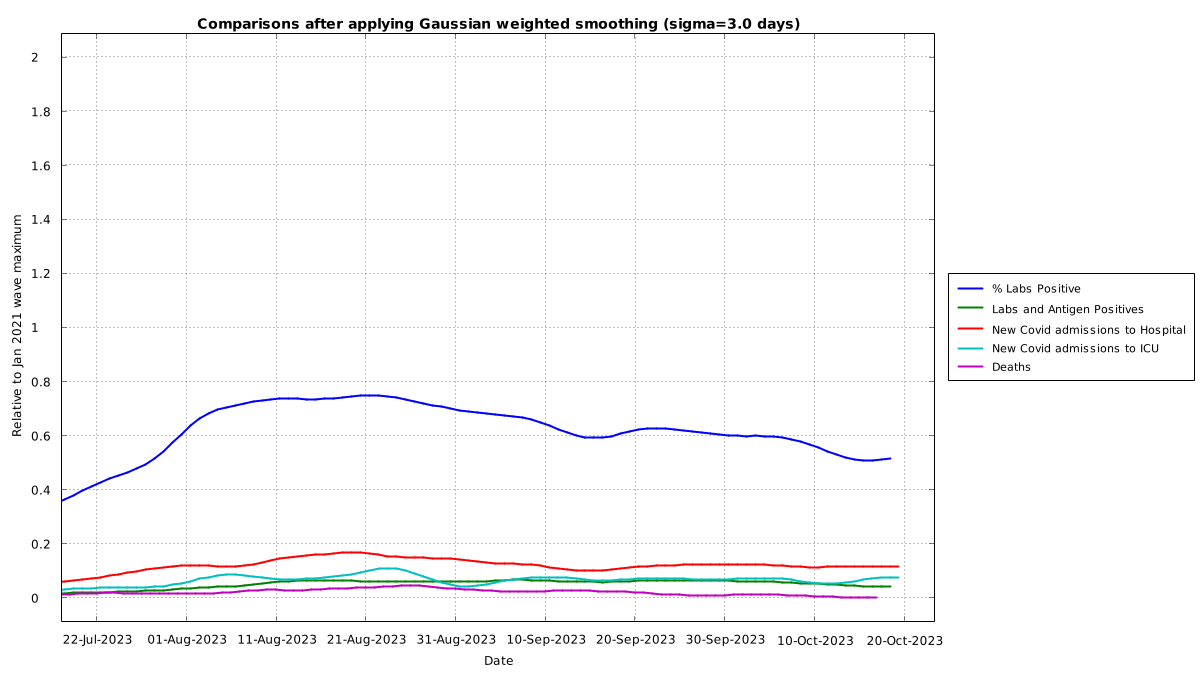 Comparisons after applying Gaussian weighted smoothing (sigma=3.0 days)
Relative to Jan 2021 wave maximum
2
1.8
1.6
1.4
1.2
1
0.8
0.6
0.4
0.2
0
22-Jul-2023 01-Aug-2023 11-Aug-2023 21-Aug-2023 31-Aug-2023 10-Sep-2023 20-Sep-2023 30-Sep-2023 10-Oct-2023 20-Oct-2023
Date
% Labs Positive
Labs and Antigen Positives
New Covid admissions to Hospital
New Covid admissions to ICU
Deaths